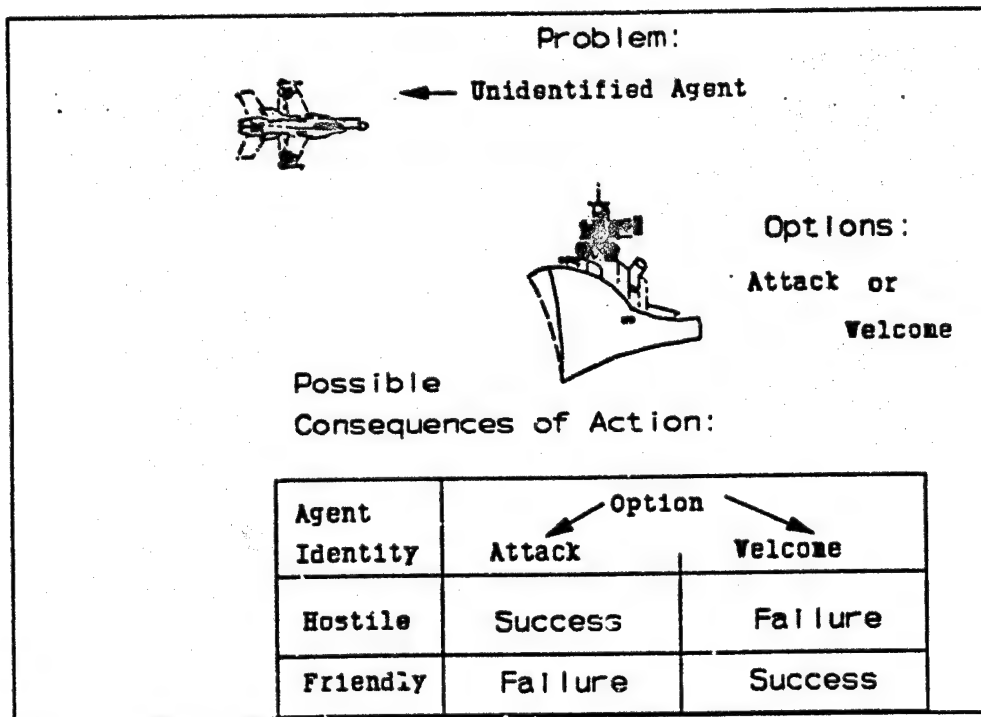 Problem:
Unidentified Agent
Options:
Attack or
Welcome
Possible
Consequences of Action:
Agent Identity
Option
Attack Welcome
Hostile Success Failure
Friendly Failure Success